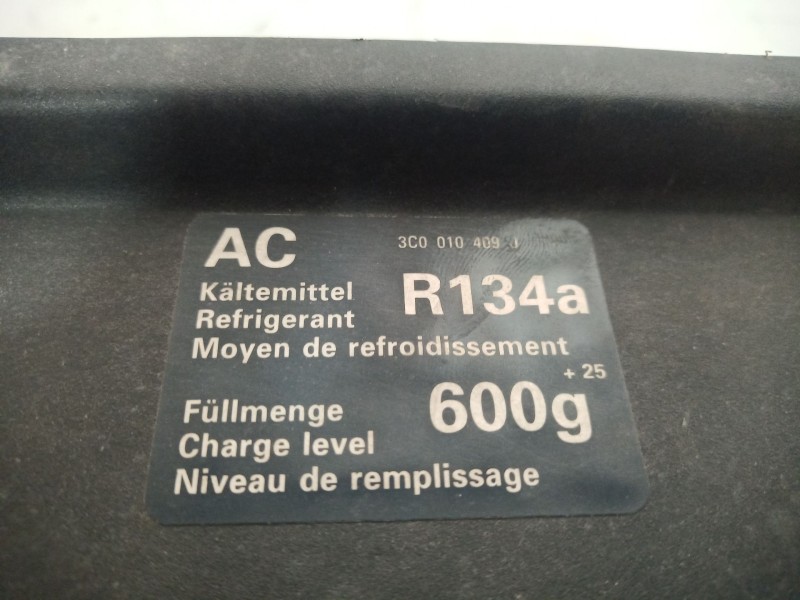 AC 3C0 010 409 J
Kältemittel R134a
Refrigerant
Moyen de refroidissement
+ 25
Füllmenge 600g
Charge level
Niveau de remplissage